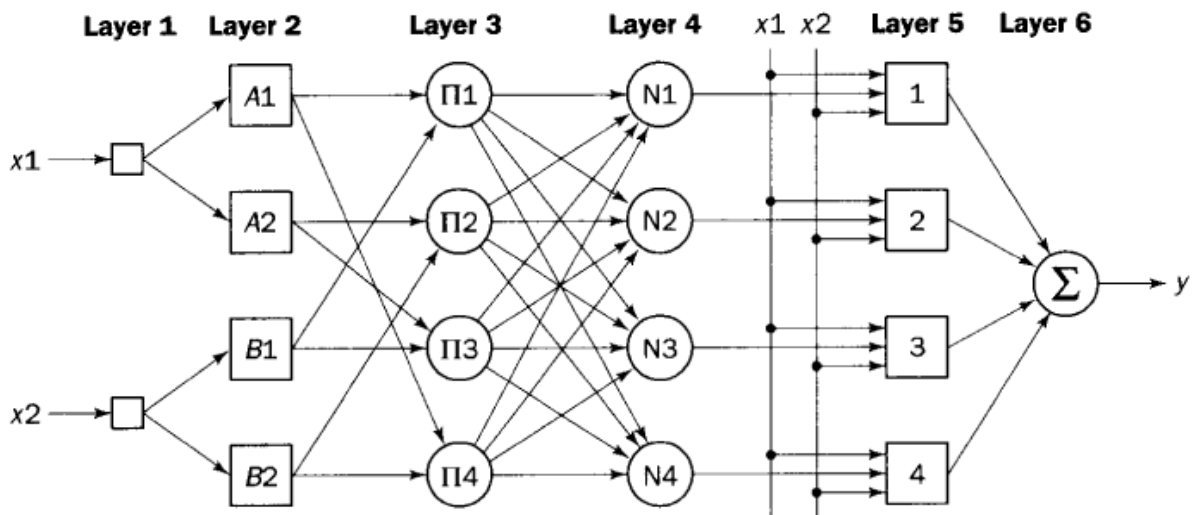 Layer 1 Layer 2 Layer 3 Layer 4 x1 x2 Layer 5 Layer 6
A1 Π1 N1 1
x1
A2 Π2 N2 2
Σ y
B1 Π3 N3 3
x2
B2 Π4 N4 4